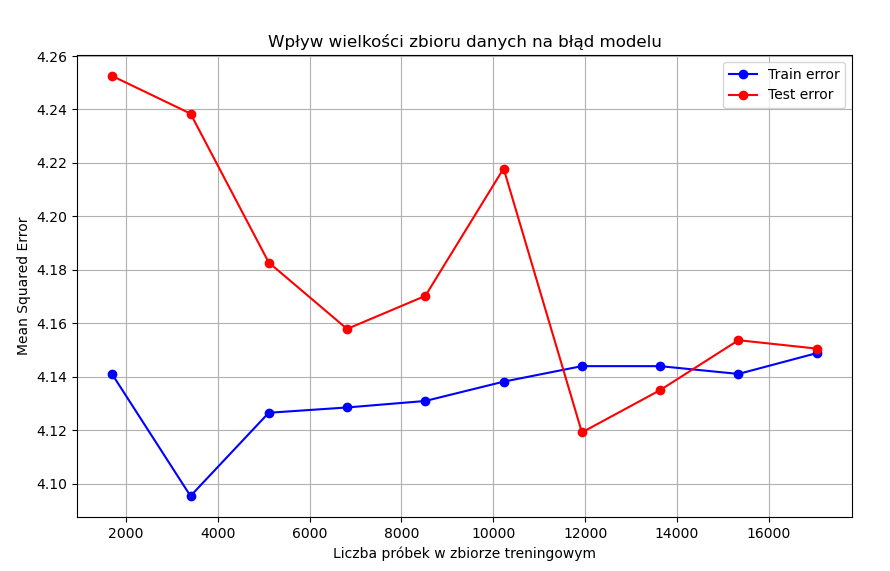 Wpływ wielkości zbioru danych na błąd modelu
Train error
Test error
Mean Squared Error
4.26
4.24
4.22
4.20
4.18
4.16
4.14
4.12
4.10
2000 4000 6000 8000 10000 12000 14000 16000
Liczba próbek w zbiorze treningowym